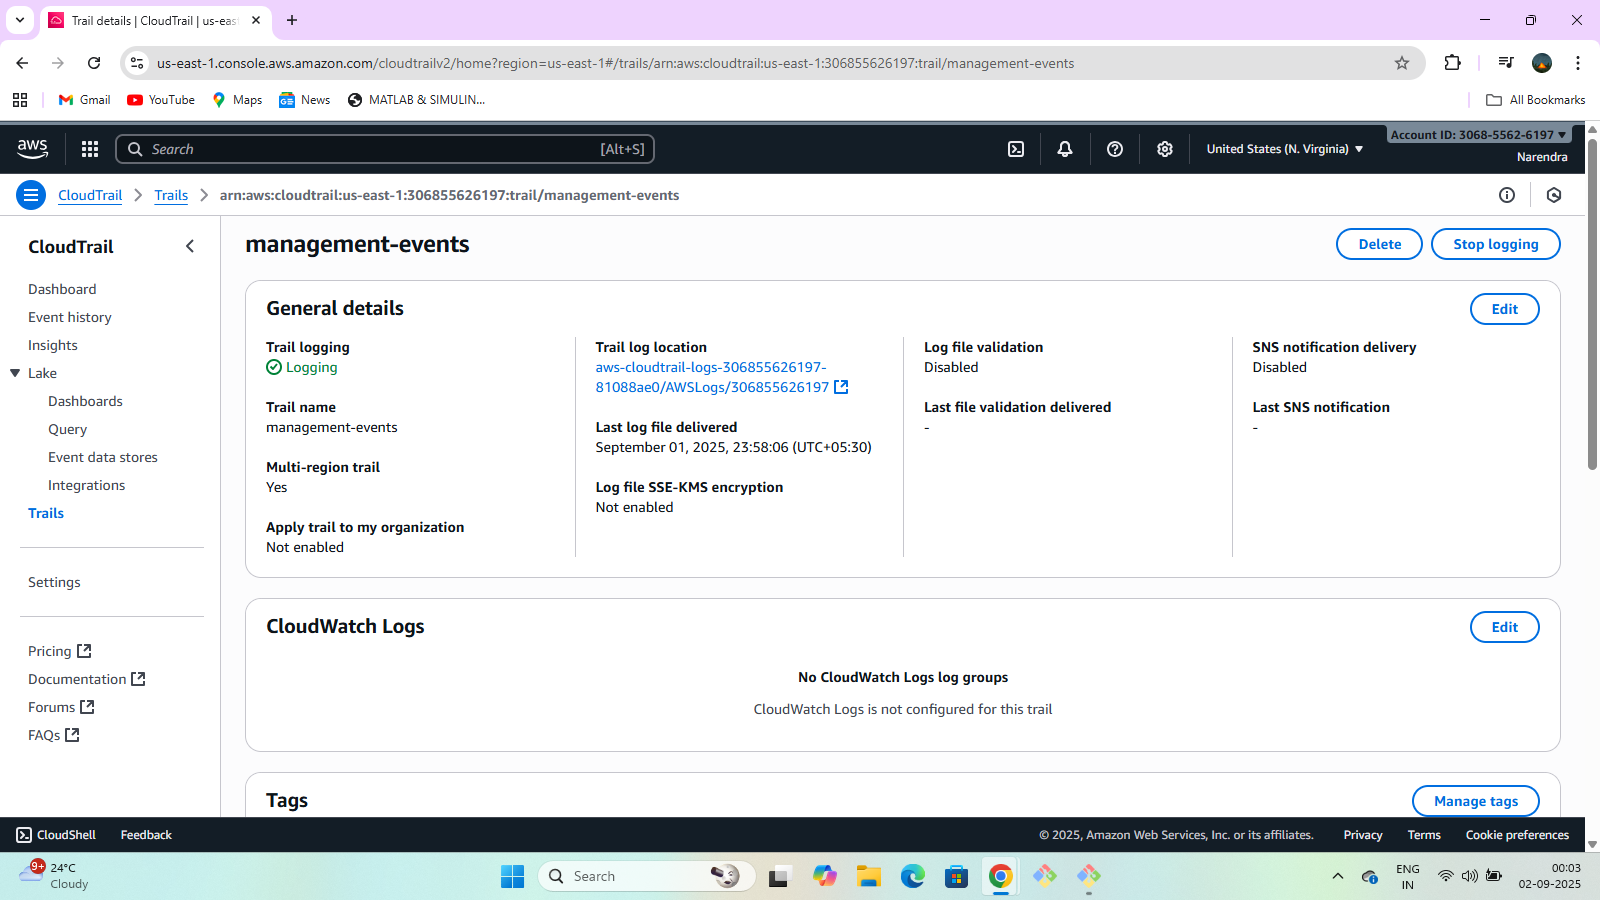 Trail details | CloudTrail | us-eas
us-east-1.console.aws.amazon.com/cloudtrailv2/home?region=us-east-1#/trails/arn:aws:cloudtrail:us-east-1:306855626197:trail/management-events
Gmail
YouTube
Maps
News
MATLAB & SIMULIN...
All Bookmarks
aws
Search
[Alt+S]
United States (N. Virginia)
Account ID: 3068-5562-6197
Narendra
CloudTrail
Trails
arn:aws:cloudtrail:us-east-1:306855626197:trail/management-events
CloudTrail
Dashboard
Event history
Insights
Lake
Dashboards
Query
Event data stores
Integrations
Trails
Settings
Pricing
Documentation
Forums
FAQs
management-events
Delete
Stop logging
General details
Edit
Trail logging
Logging
Trail name
management-events
Multi-region trail
Yes
Apply trail to my organization
Not enabled
Trail log location
aws-cloudtrail-logs-306855626197-
81088ae0/AWSLogs/306855626197
Last log file delivered
September 01, 2025, 23:58:06 (UTC+05:30)
Log file SSE-KMS encryption
Not enabled
Log file validation
Disabled
Last file validation delivered
-
SNS notification delivery
Disabled
Last SNS notification
-
CloudWatch Logs
Edit
No CloudWatch Logs log groups
CloudWatch Logs is not configured for this trail
Tags
Manage tags
CloudShell
Feedback
© 2025, Amazon Web Services, Inc. or its affiliates.
Privacy
Terms
Cookie preferences
9+
24°C
Cloudy
Search
ENG
IN
00:03
02-09-2025